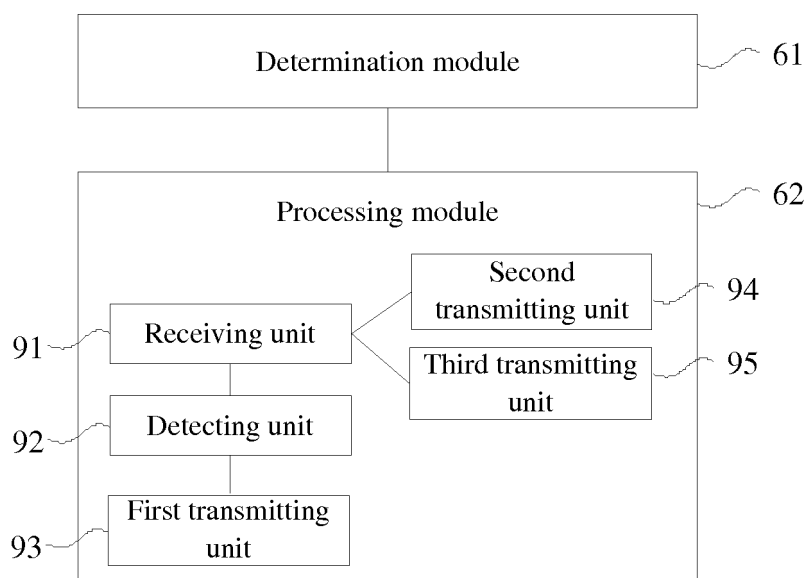 Determination module
61
Processing module
62
Second
transmitting unit
94
Receiving unit
91
Third transmitting
unit
95
Detecting unit
92
First transmitting
unit
93